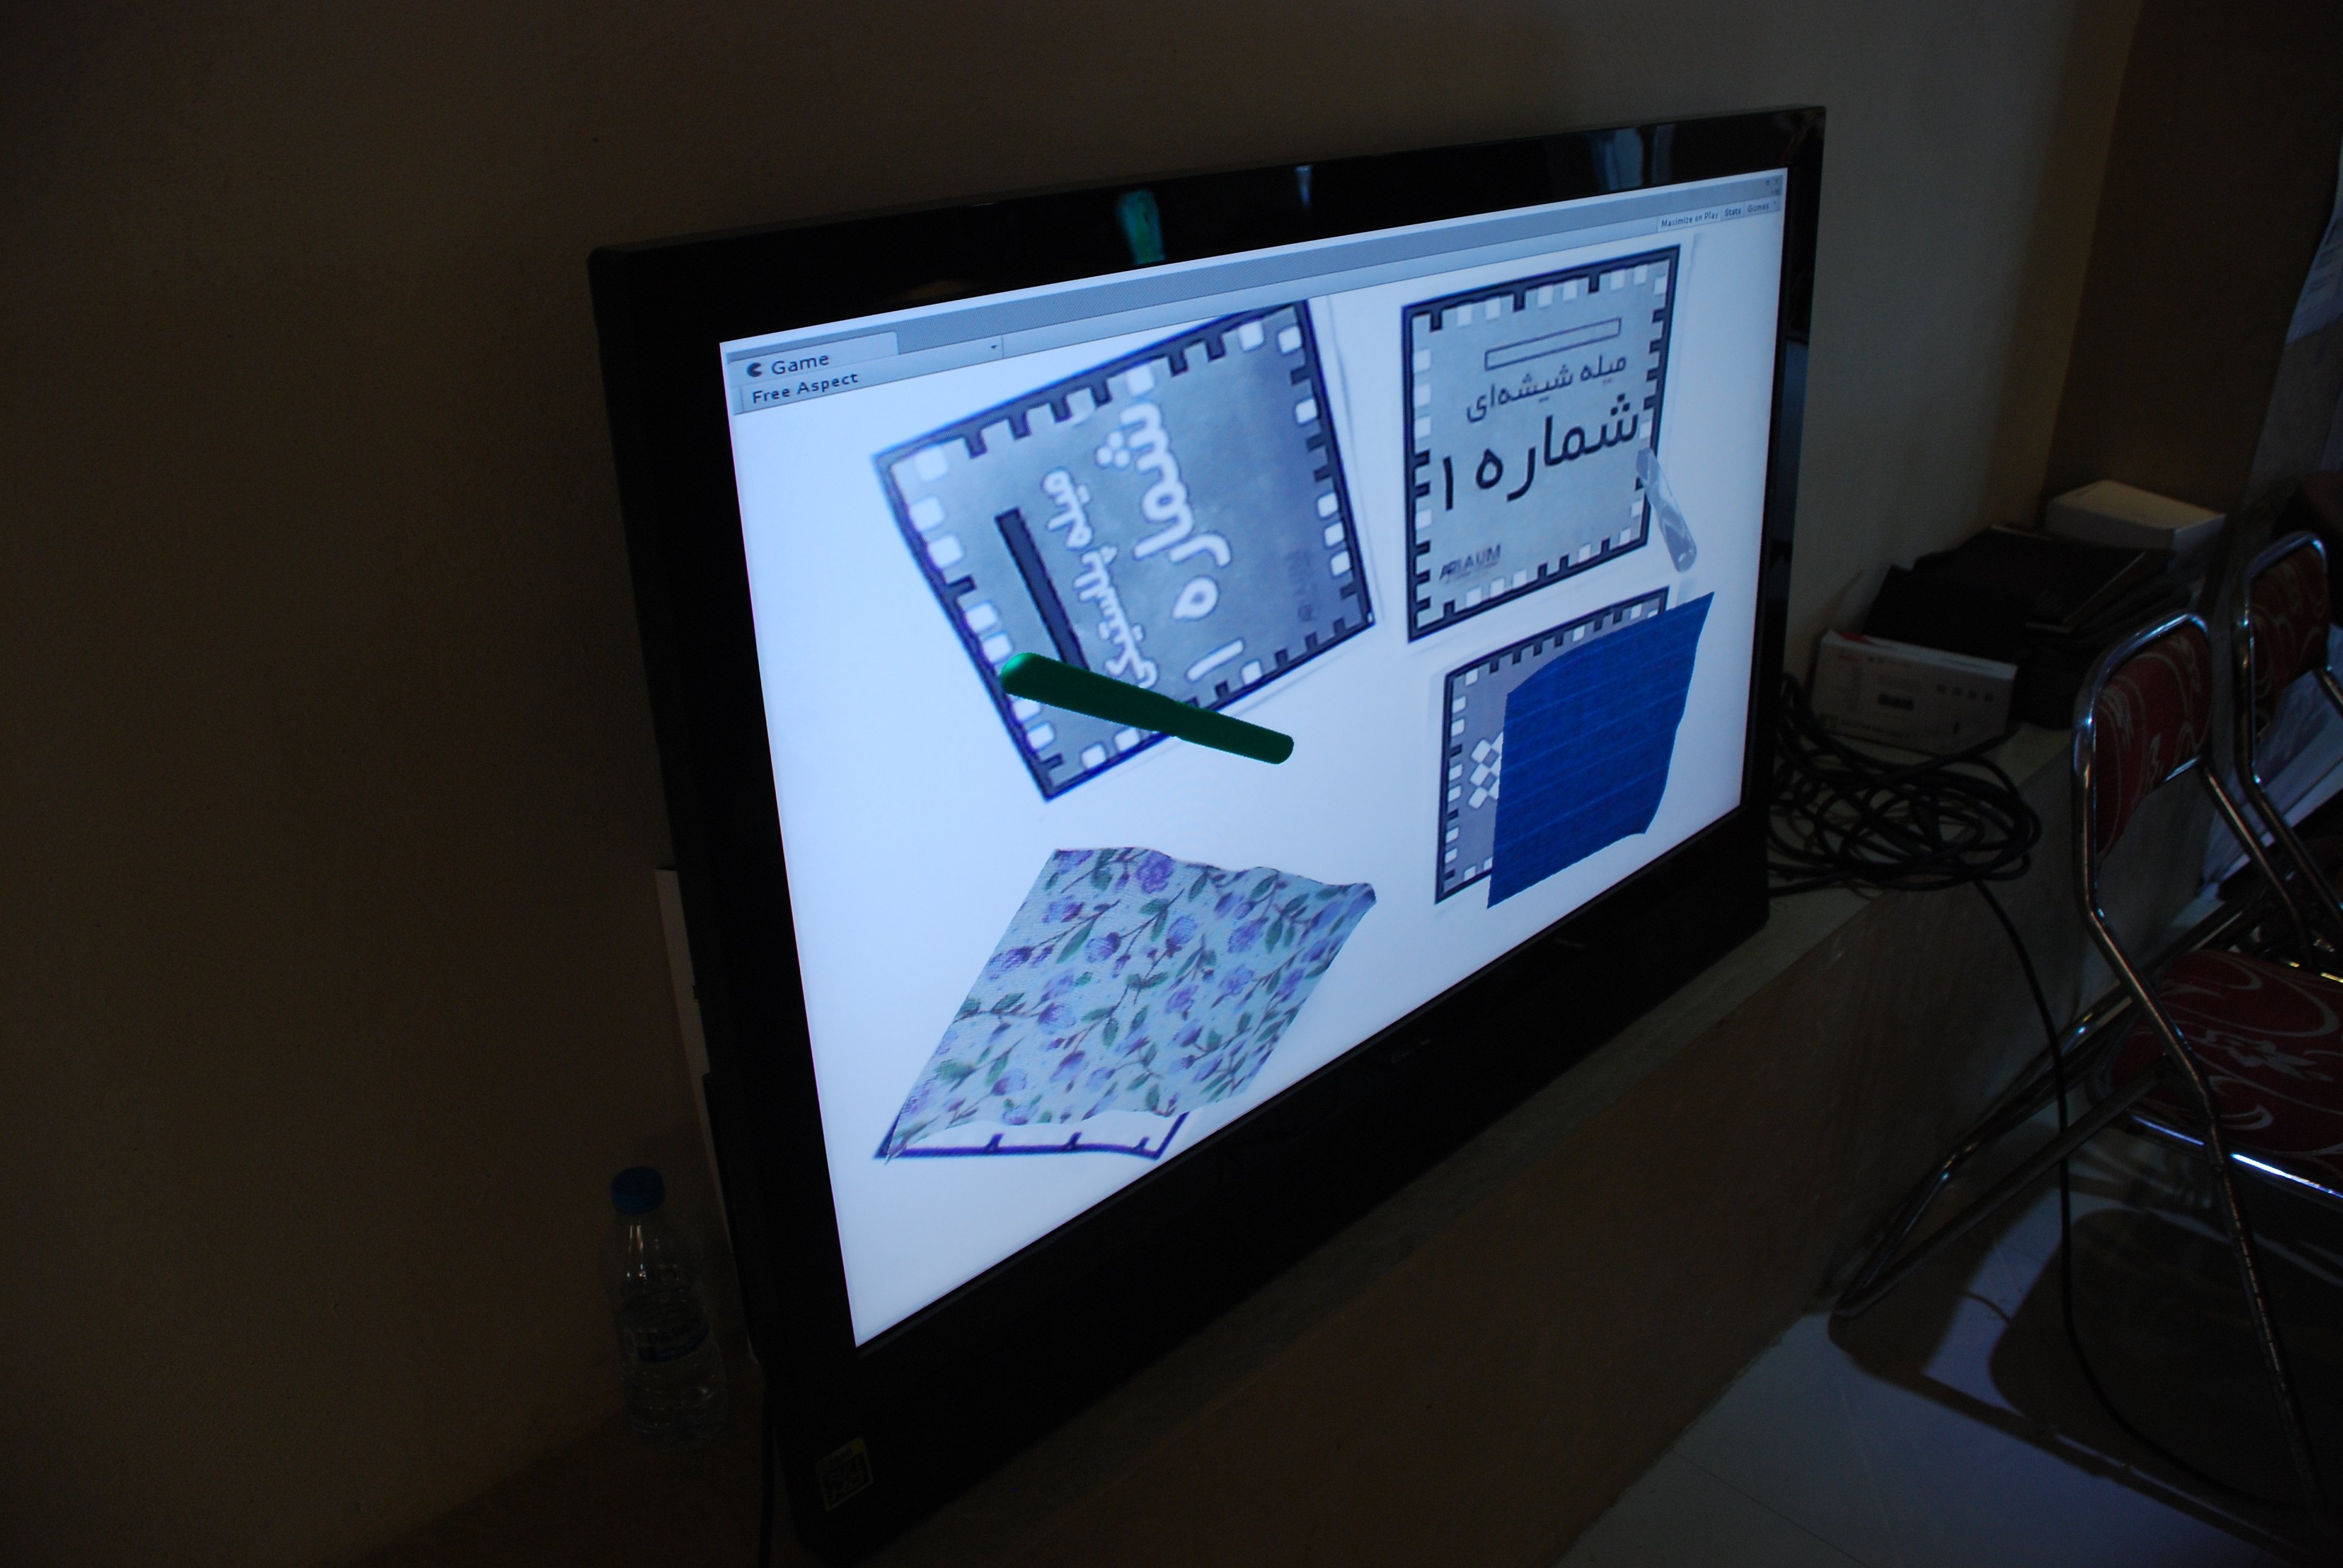 Game
Free Aspect
Maximize on Play Stats Gizmos
میله پلاستیکی
شماره ۱
میله شیشه‌ای
شماره ۱